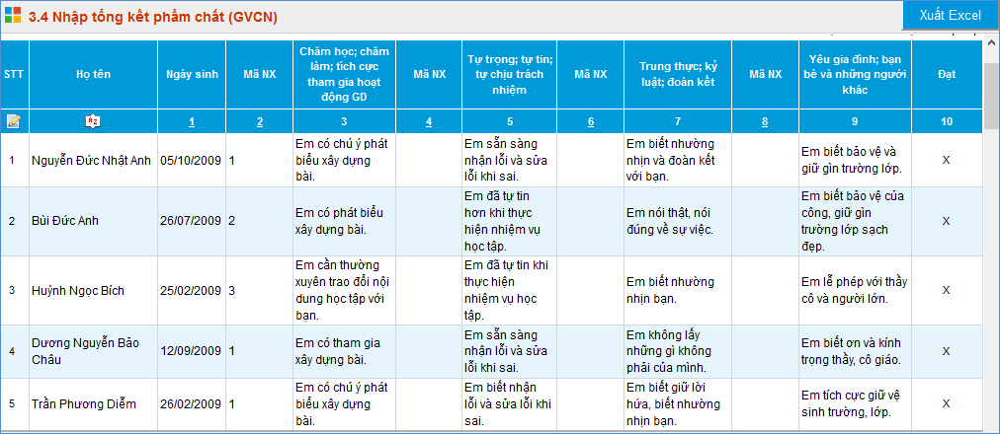 3.4 Nhập tổng kết phẩm chất (GVCN)
Xuất Excel
STT
Họ tên
Ngày sinh
Mã NX
Chăm học; chăm
làm; tích cực
tham gia hoạt
động GD
Mã NX
Tự trọng; tự tin;
tự chịu trách
nhiệm
Mã NX
Trung thực; kỷ
luật; đoàn kết
Mã NX
Yêu gia đình; bạn
bè và những người
khác
Đạt
1 2 3 4 5 6 7 8 9 10
1
Nguyễn Đức Nhật Anh
05/10/2009
1
Em có chú ý phát
biểu xây dựng
bài.
Em sẵn sàng
nhận lỗi và sửa
lỗi khi sai.
Em biết nhường
nhịn và đoàn kết
với bạn.
Em biết bảo vệ và
giữ gìn trường lớp.
X
2
Bùi Đức Anh
26/07/2009
2
Em có phát biểu
xây dựng bài.
Em đã tự tin
hơn khi thực
hiện nhiệm vụ
học tập.
Em nói thật, nói
đúng về sự việc.
Em biết bảo vệ của
công, giữ gìn
trường lớp sạch
đẹp.
X
3
Huỳnh Ngọc Bích
25/02/2009
3
Em cần thường
xuyên trao đổi nội
dung học tập với
bạn.
Em đã tự tin khi
thực hiện
nhiệm vụ học
tập.
Em biết nhường
nhịn bạn.
Em lễ phép với thầy
cô và người lớn.
X
4
Dương Nguyễn Bảo
Châu
12/09/2009
1
Em có tham gia
xây dựng bài.
Em sẵn sàng
nhận lỗi và sửa
lỗi khi sai.
Em không lấy
những gì không
phải của mình.
Em biết ơn và kính
trọng thầy, cô giáo.
X
5
Trần Phương Diễm
26/02/2009
1
Em có chú ý phát
biểu xây dựng
bài.
Em biết nhận
lỗi và sửa lỗi khi
sai.
Em biết giữ lời
hứa, biết nhường
nhịn bạn.
Em tích cực giữ vệ
sinh trường, lớp.
X